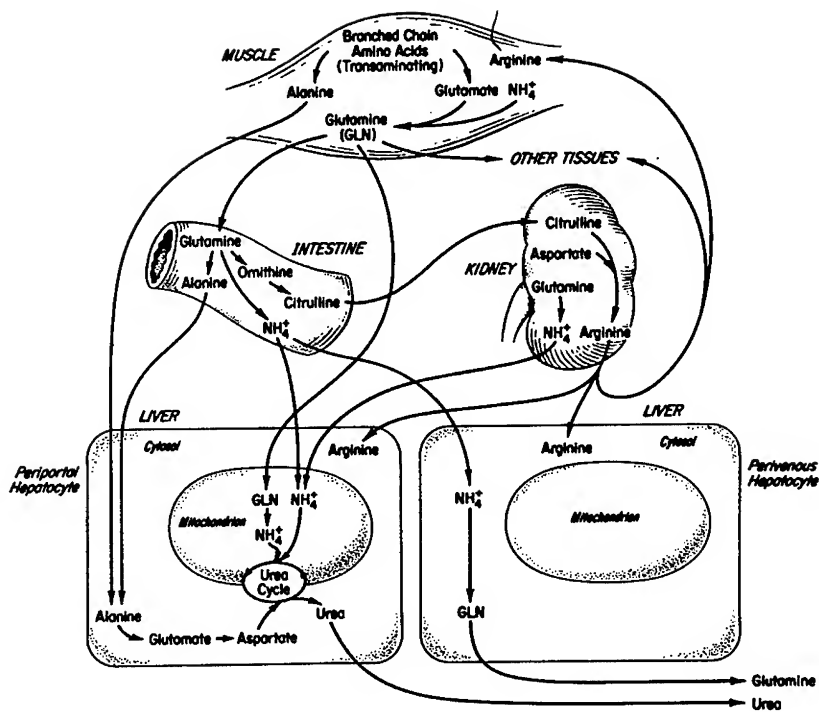 MUSCLE
Branched Chain
Amino Acids
(Transaminating)
Arginine
Alanine
Glutamate
NH₄⁺
Glutamine
(GLN)
OTHER TISSUES
INTESTINE
Glutamine
Alanine
Ornithine
Citrulline
NH₄⁺
KIDNEY
Citrulline
Aspartate
Glutamine
NH₄⁺
Arginine
LIVER
Cytosol
Periportal
Hepatocyte
Arginine
Mitochondrion
GLN
NH₄⁺
NH₄⁺
Urea
Cycle
Alanine
Glutamate
Aspartate
Urea
LIVER
Cytosol
Perivenous
Hepatocyte
Arginine
Mitochondrion
NH₄⁺
GLN
Glutamine
Urea